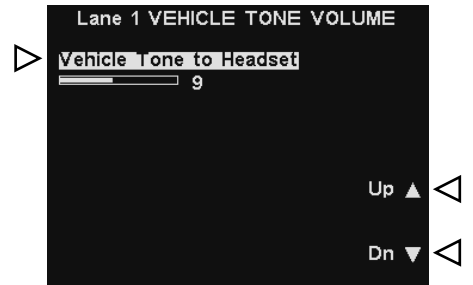 Lane 1 VEHICLE TONE VOLUME
Vehicle Tone to Headset
9
Up ▲
Dn ▼